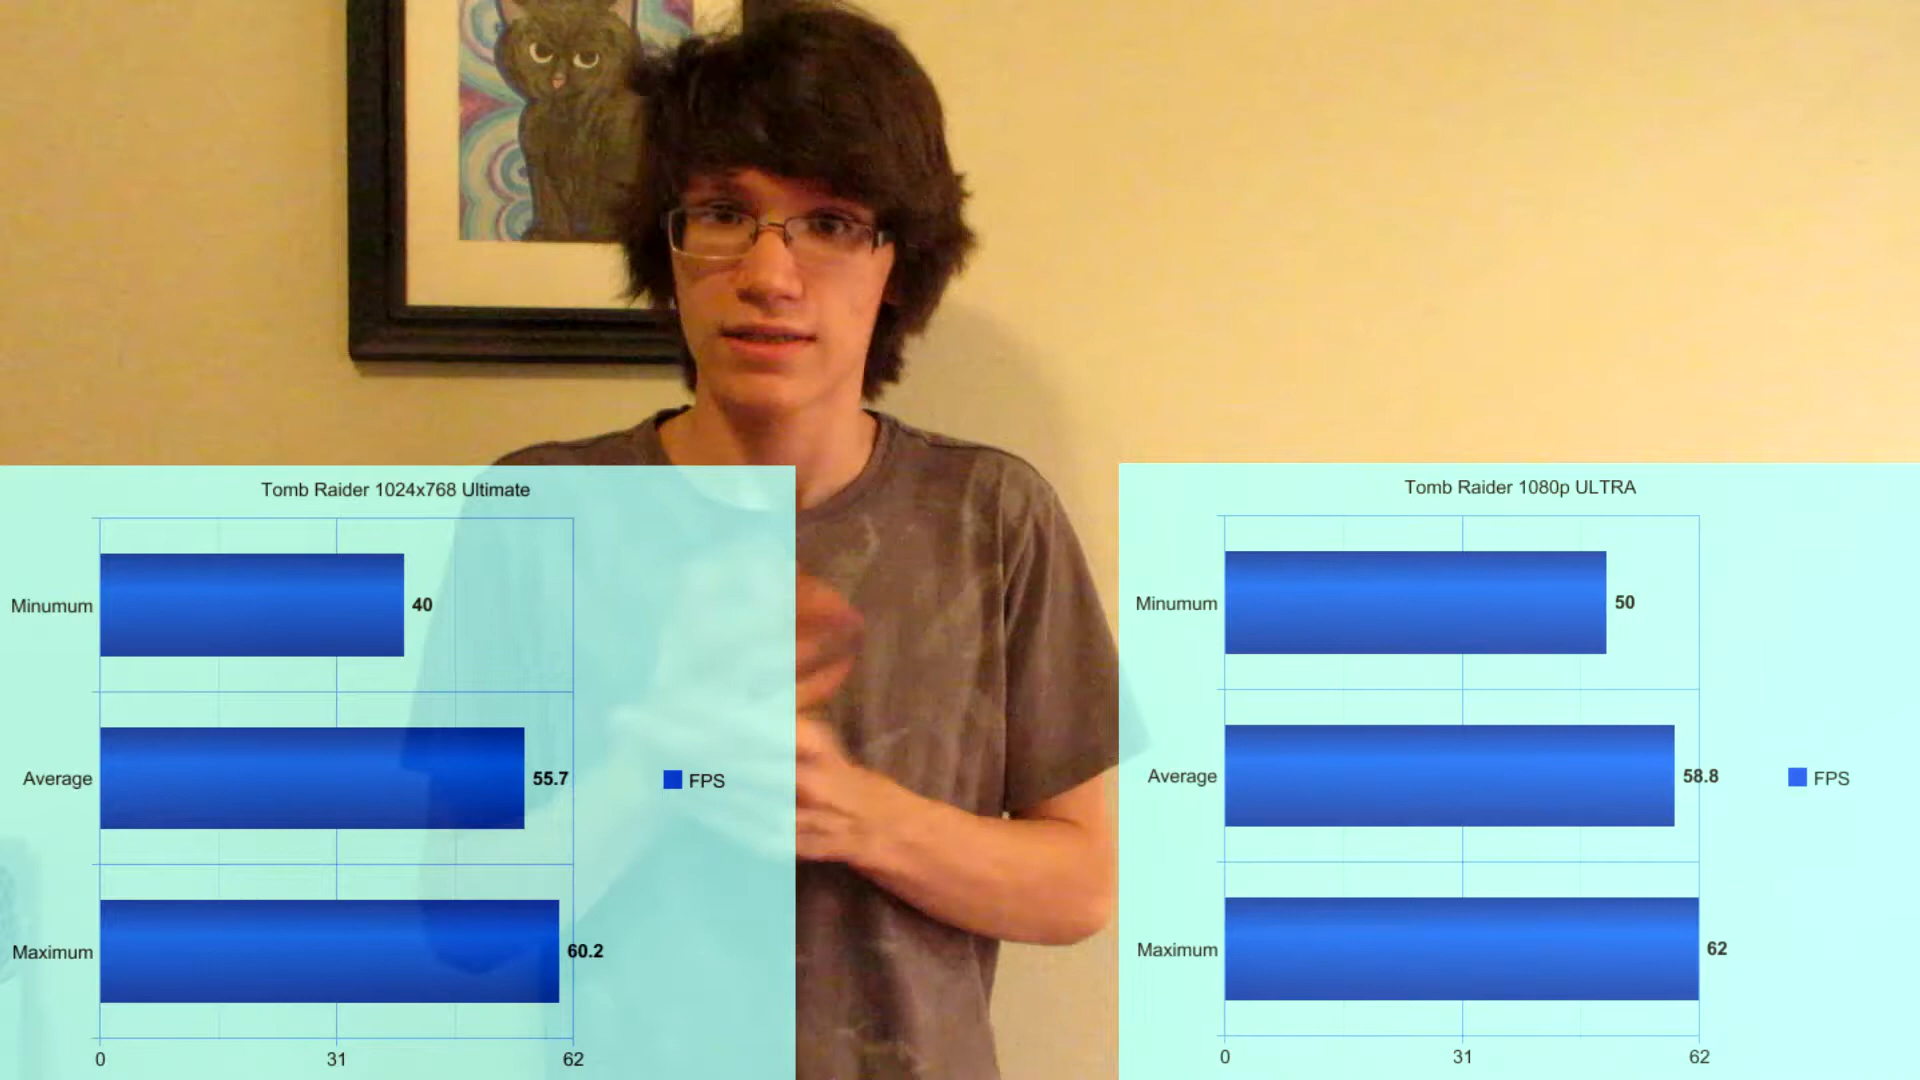 Tomb Raider 1024x768 Ultimate
Minumum
40
Average
55.7
FPS
Maximum
60.2
0 31 62
Tomb Raider 1080p ULTRA
Minumum
50
Average
58.8
FPS
Maximum
62
0 31 62